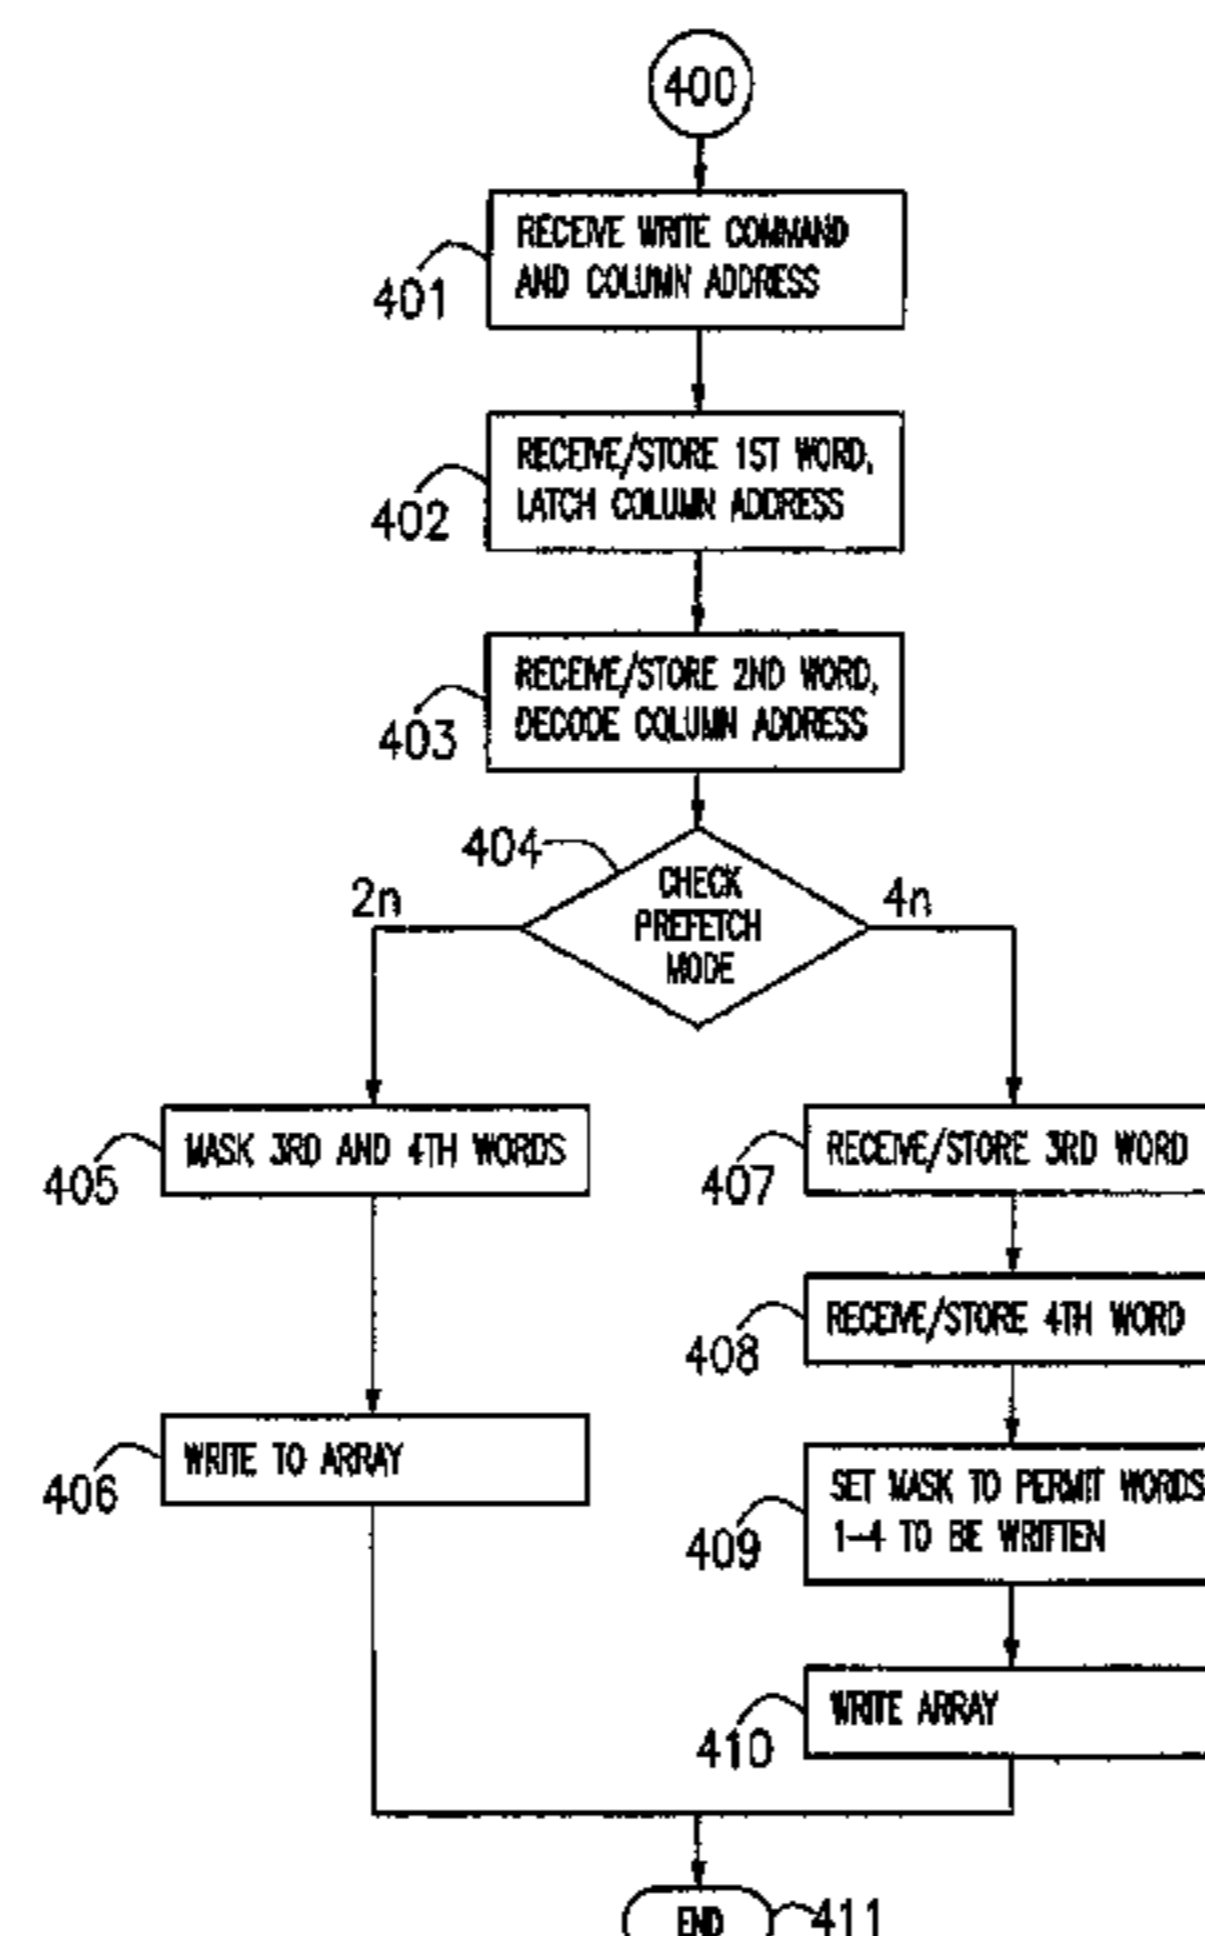 400
RECEIVE WRITE COMMAND
AND COLUMN ADDRESS
401
RECEIVE/STORE 1ST WORD,
LATCH COLUMN ADDRESS
402
RECEIVE/STORE 2ND WORD,
DECODE COLUMN ADDRESS
403
404
CHECK
PREFETCH
MODE
2n
4n
MASK 3RD AND 4TH WORDS
405
RECEIVE/STORE 3RD WORD
407
RECEIVE/STORE 4TH WORD
408
WRITE TO ARRAY
406
SET MASK TO PERMIT WORDS
1-4 TO BE WRITTEN
409
WRITE ARRAY
410
END
411